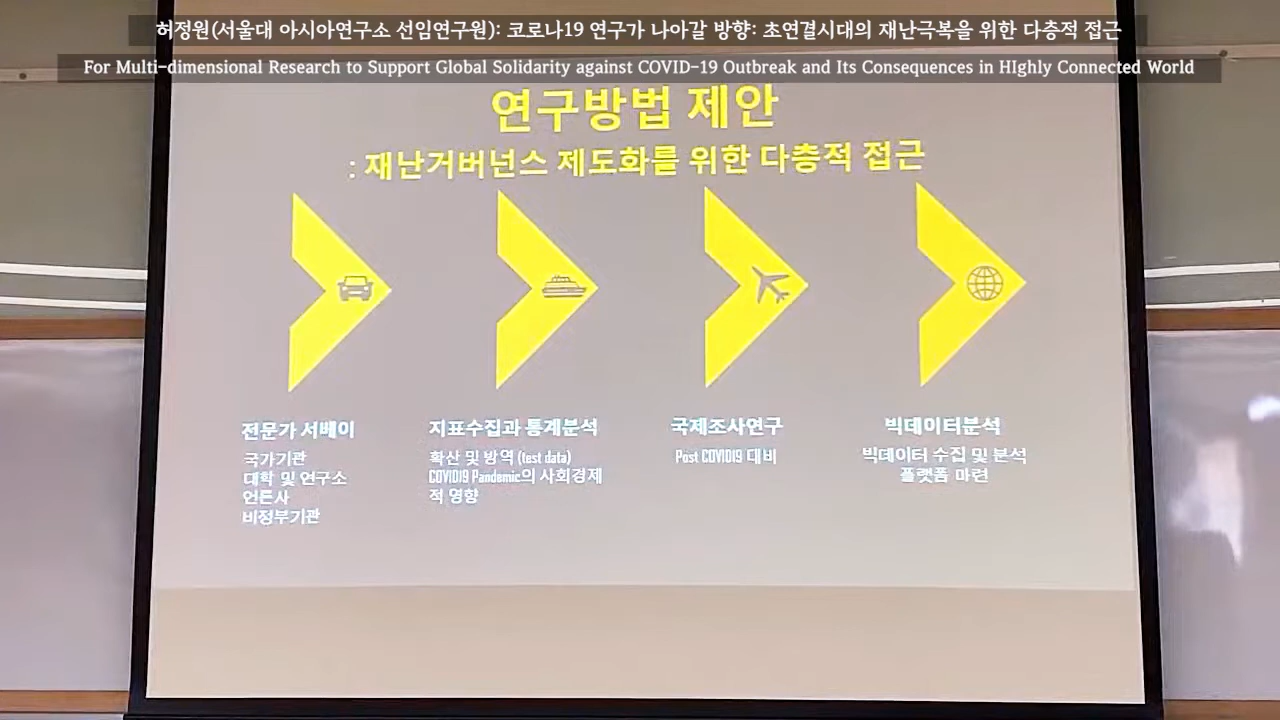 허정원(서울대 아시아연구소 선임연구원): 코로나19 연구가 나아갈 방향: 초연결시대의 재난극복을 위한 다층적 접근
For Multi-dimensional Research to Support Global Solidarity against COVID-19 Outbreak and Its Consequences in HIghly Connected World
연구방법 제안
: 재난거버넌스 제도화를 위한 다층적 접근
전문가 서베이
국가기관
대학 및 연구소
언론사
비정부기관
지표수집과 통계분석
확산 및 방역 (test data)
COVID19 Pandemic의 사회경제
적 영향
국제조사연구
Post COVID19 대비
빅데이터분석
빅데이터 수집 및 분석
플랫폼 마련